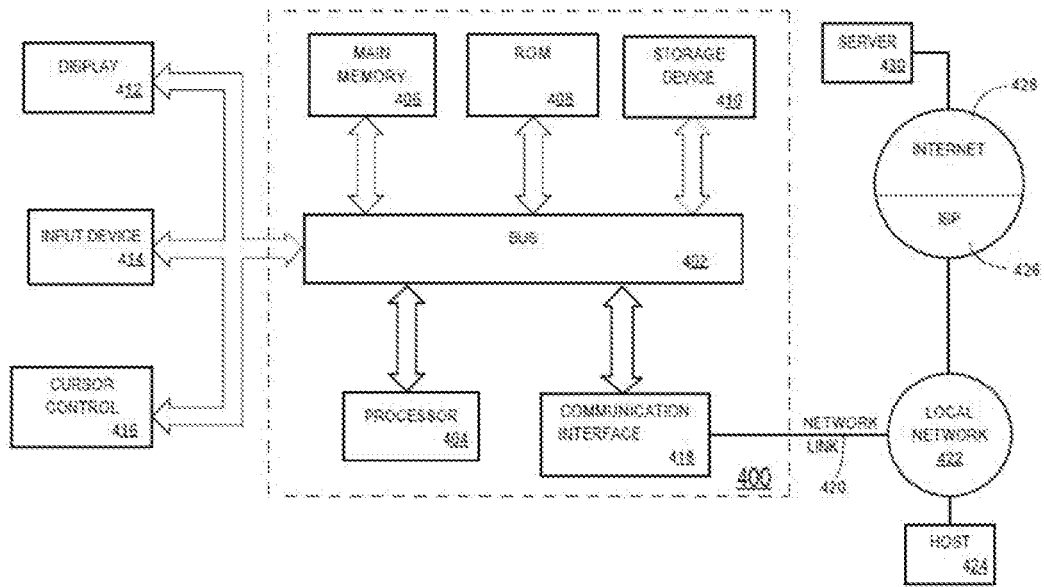 DISPLAY
412
INPUT DEVICE
414
CURSOR
CONTROL
416
MAIN
MEMORY
406
ROM
408
STORAGE
DEVICE
410
BUS
402
PROCESSOR
404
COMMUNICATION
INTERFACE
418
400
SERVER
430
428
INTERNET
ISP
426
NETWORK
LINK
420
LOCAL
NETWORK
422
HOST
424